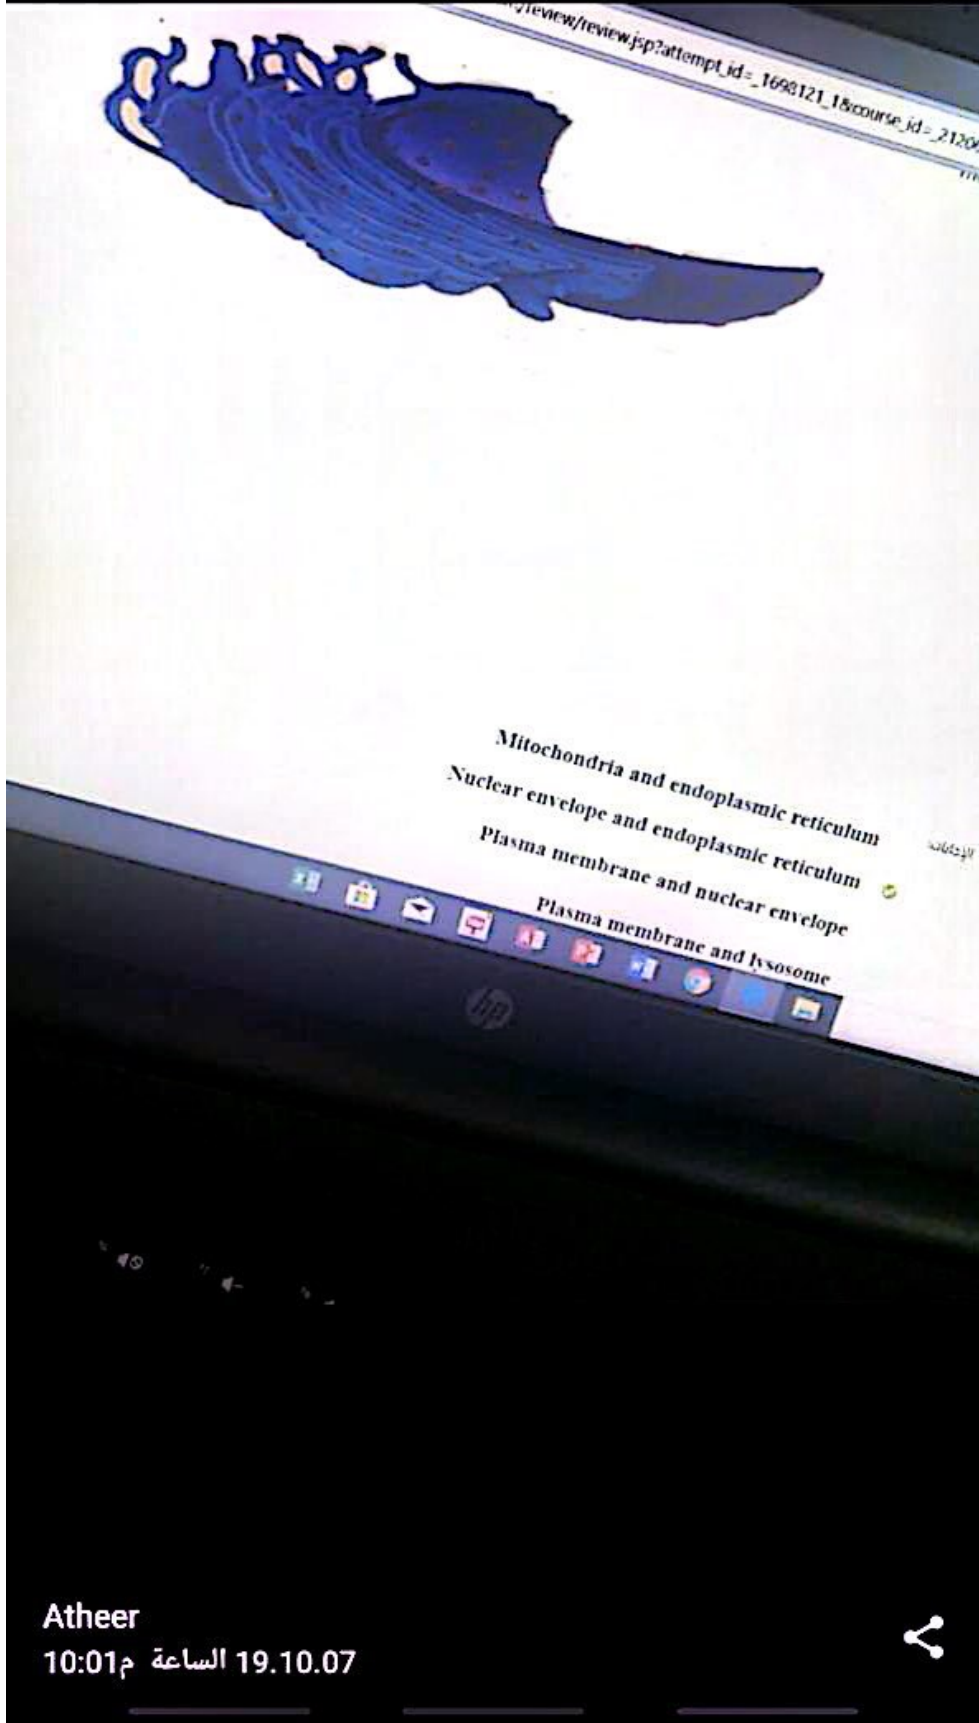 /review/review.jsp?attempt_id=_1698121_1&course_id=_2120
Mitochondria and endoplasmic reticulum
Nuclear envelope and endoplasmic reticulum
Plasma membrane and nuclear envelope
Plasma membrane and lysosome
hp
Atheer
19.10.07 الساعة 10:01م